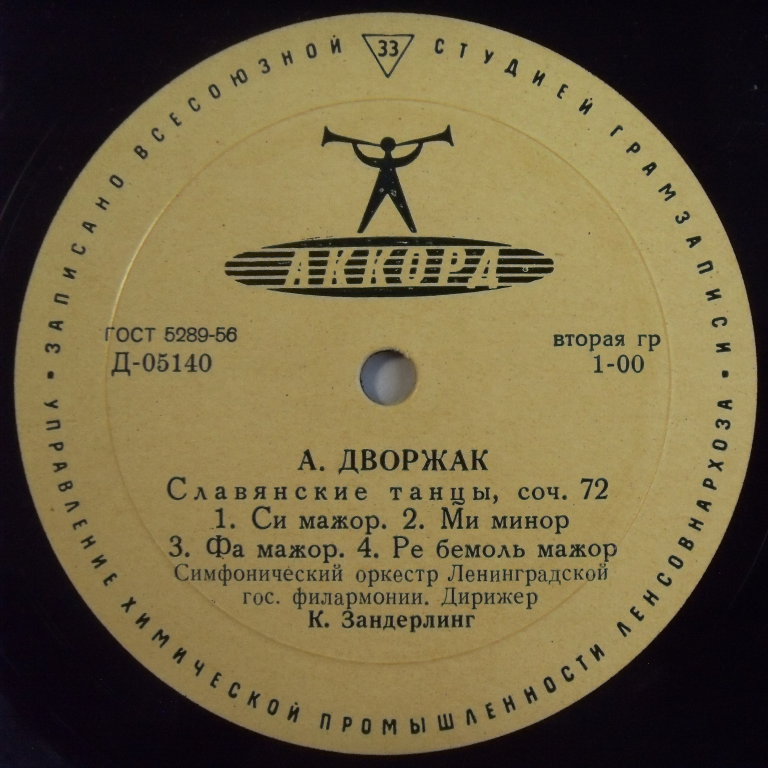 ЗАПИСАНО ВСЕСОЮЗНОЙ СТУДИЕЙ ГРАМЗАПИСИ
33
АККОРД
ГОСТ 5289-56
Д-05140
вторая гр
1-00
А. ДВОРЖАК
Славянские танцы, соч. 72
1. Си мажор. 2. Ми минор
3. Фа мажор. 4. Ре бемоль мажор
Симфонический оркестр Ленинградской
гос. филармонии. Дирижер
К. Зандерлинг
УПРАВЛЕНИЕ ХИМИЧЕСКОЙ ПРОМЫШЛЕННОСТИ ЛЕНСОВНАРХОЗА